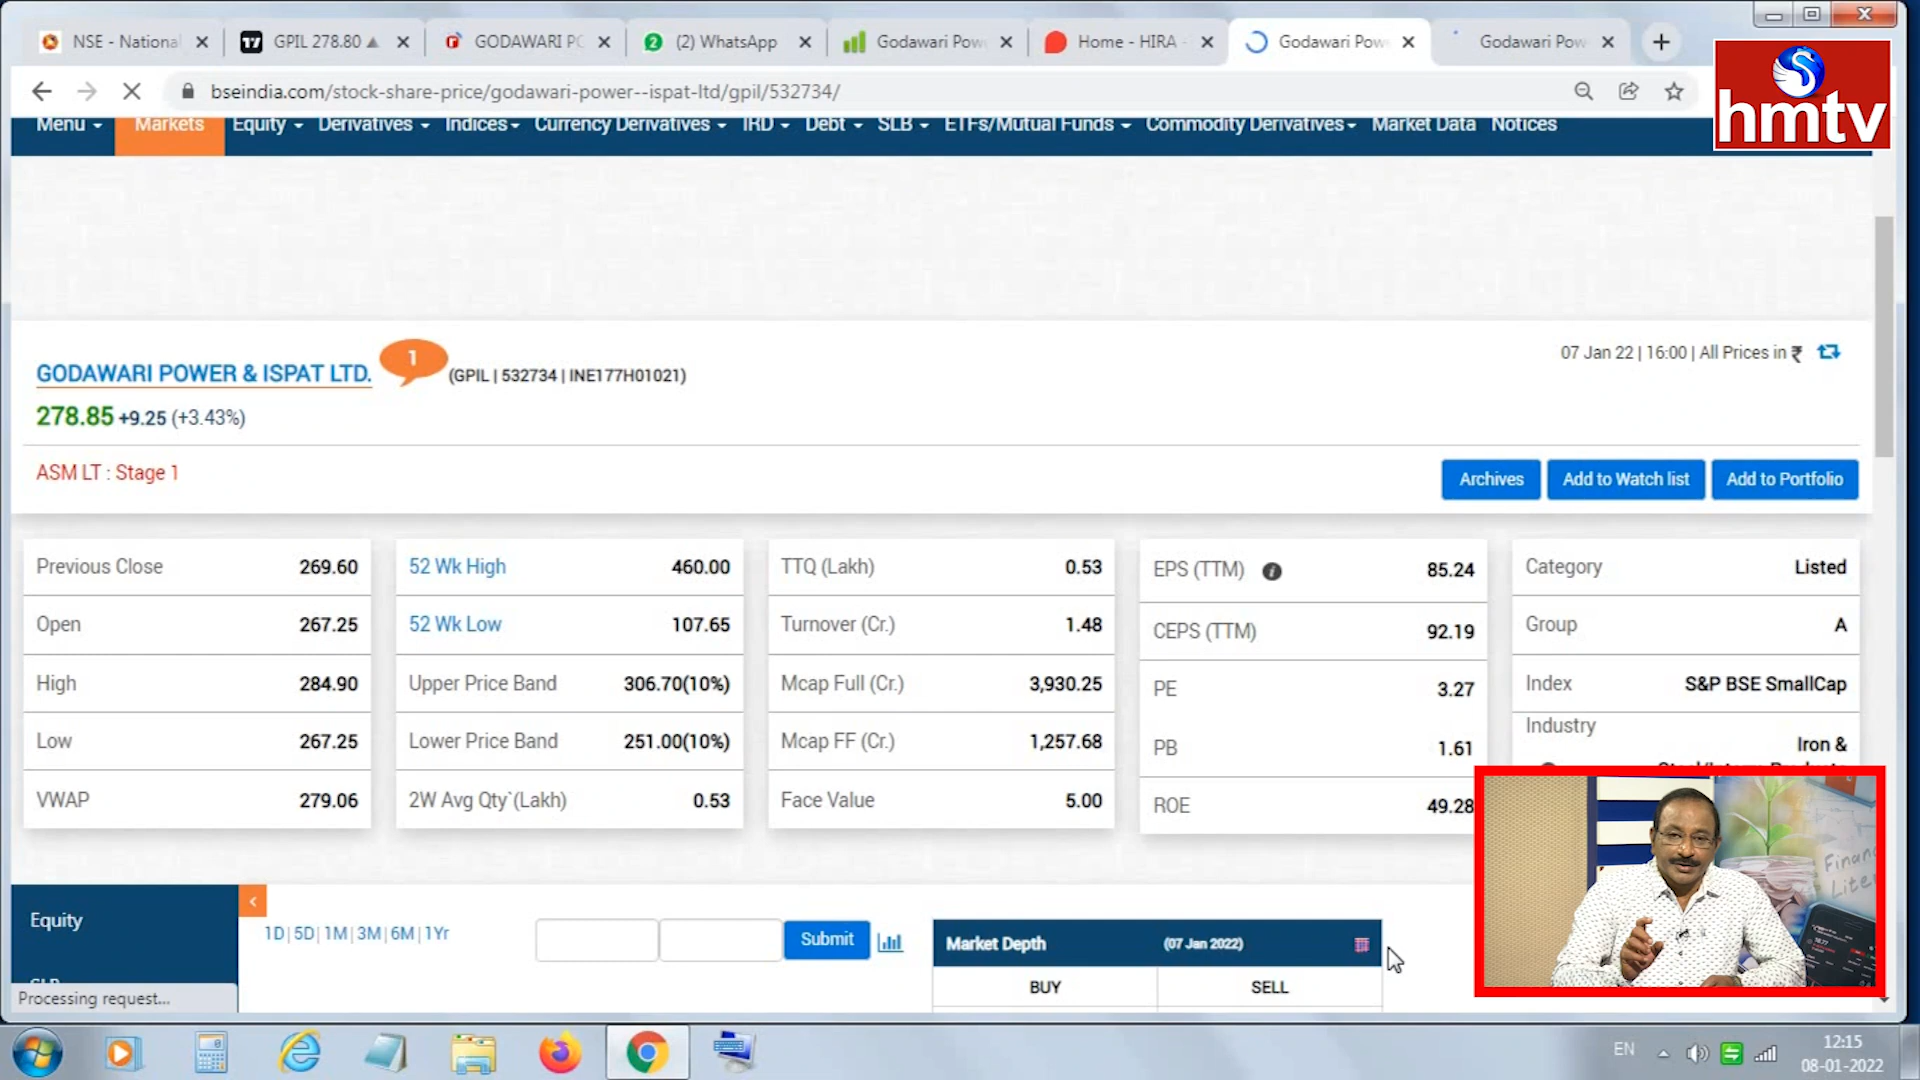 NSE - National
GPIL 278.80
GODAWARI PO
(2) WhatsApp
Godawari Pow
Home - HIRA -
Godawari Pow
Godawari Pow
bseindia.com/stock-share-price/godawari-power--ispat-ltd/gpil/532734/
hmtv
Menu Markets Equity Derivatives Indices Currency Derivatives IRD Debt SLB ETFs/Mutual Funds Commodity Derivatives Market Data Notices
07 Jan 22 | 16:00 | All Prices in ₹
GODAWARI POWER & ISPAT LTD. 1 (GPIL | 532734 | INE177H01021)
278.85 +9.25 (+3.43%)
ASM LT : Stage 1
Archives Add to Watch list Add to Portfolio
Previous Close 269.60
Open 267.25
High 284.90
Low 267.25
VWAP 279.06
52 Wk High 460.00
52 Wk Low 107.65
Upper Price Band 306.70(10%)
Lower Price Band 251.00(10%)
2W Avg Qty`(Lakh) 0.53
TTQ (Lakh) 0.53
Turnover (Cr.) 1.48
Mcap Full (Cr.) 3,930.25
Mcap FF (Cr.) 1,257.68
Face Value 5.00
EPS (TTM) 85.24
CEPS (TTM) 92.19
PE 3.27
PB 1.61
ROE 49.28
Category Listed
Group A
Index S&P BSE SmallCap
Industry Iron &
Equity
1D| 5D| 1M| 3M| 6M| 1Yr
Submit
Market Depth (07 Jan 2022)
BUY SELL
Processing request...
EN
12:15
08-01-2022